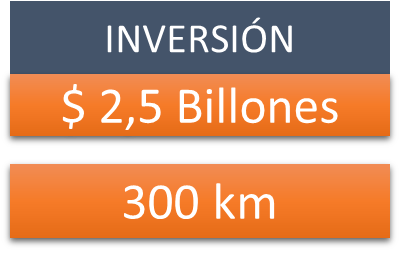 INVERSIÓN
$ 2,5 Billones
300 km